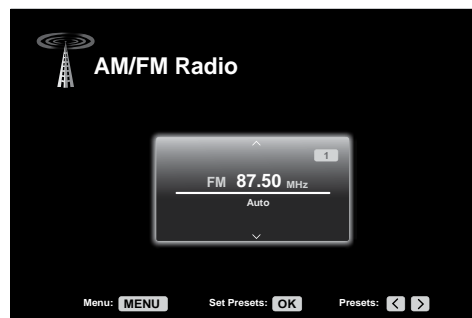 AM/FM Radio
1
FM 87.50 MHz
Auto
Menu: MENU Set Presets: OK Presets: < >